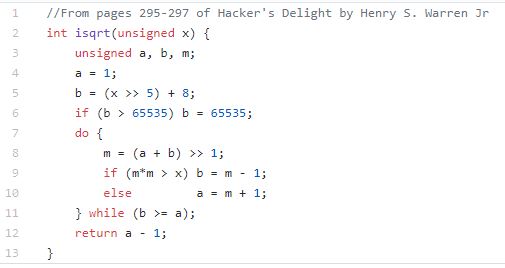 1 //From pages 295-297 of Hacker's Delight by Henry S. Warren Jr
2 int isqrt(unsigned x) {
3     unsigned a, b, m;
4     a = 1;
5     b = (x >> 5) + 8;
6     if (b > 65535) b = 65535;
7     do {
8         m = (a + b) >> 1;
9         if (m*m > x) b = m - 1;
10         else         a = m + 1;
11     } while (b >= a);
12     return a - 1;
13 }